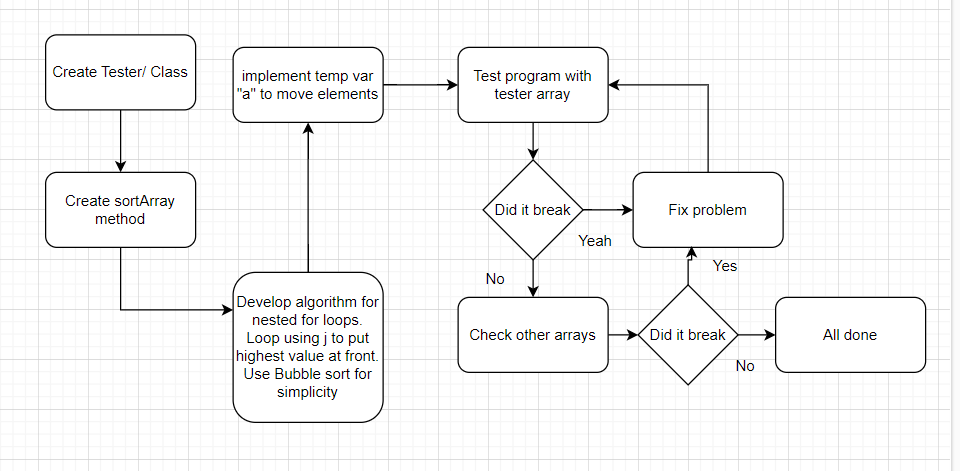 Create Tester/ Class
Create sortArray
method
Develop algorithm for
nested for loops.
Loop using j to put
highest value at front.
Use Bubble sort for
simplicity
implement temp var
"a" to move elements
Test program with
tester array
Did it break
Yeah
Fix problem
No
Check other arrays
Did it break
Yes
No
All done